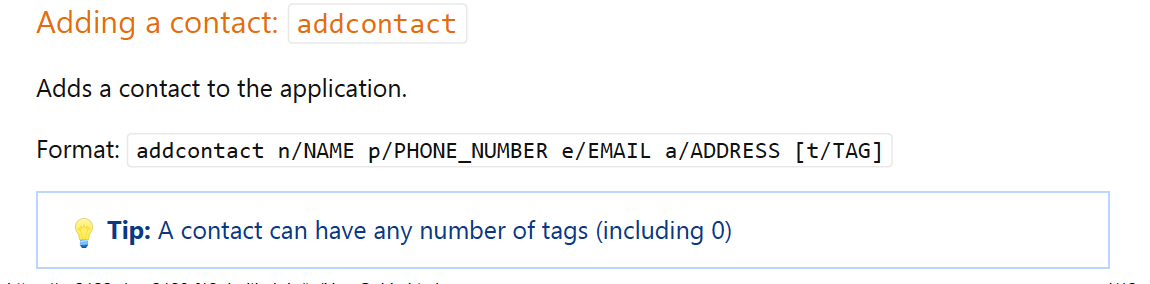 Adding a contact: addcontact
Adds a contact to the application.
Format: addcontact n/NAME p/PHONE_NUMBER e/EMAIL a/ADDRESS [t/TAG]
Tip: A contact can have any number of tags (including 0)